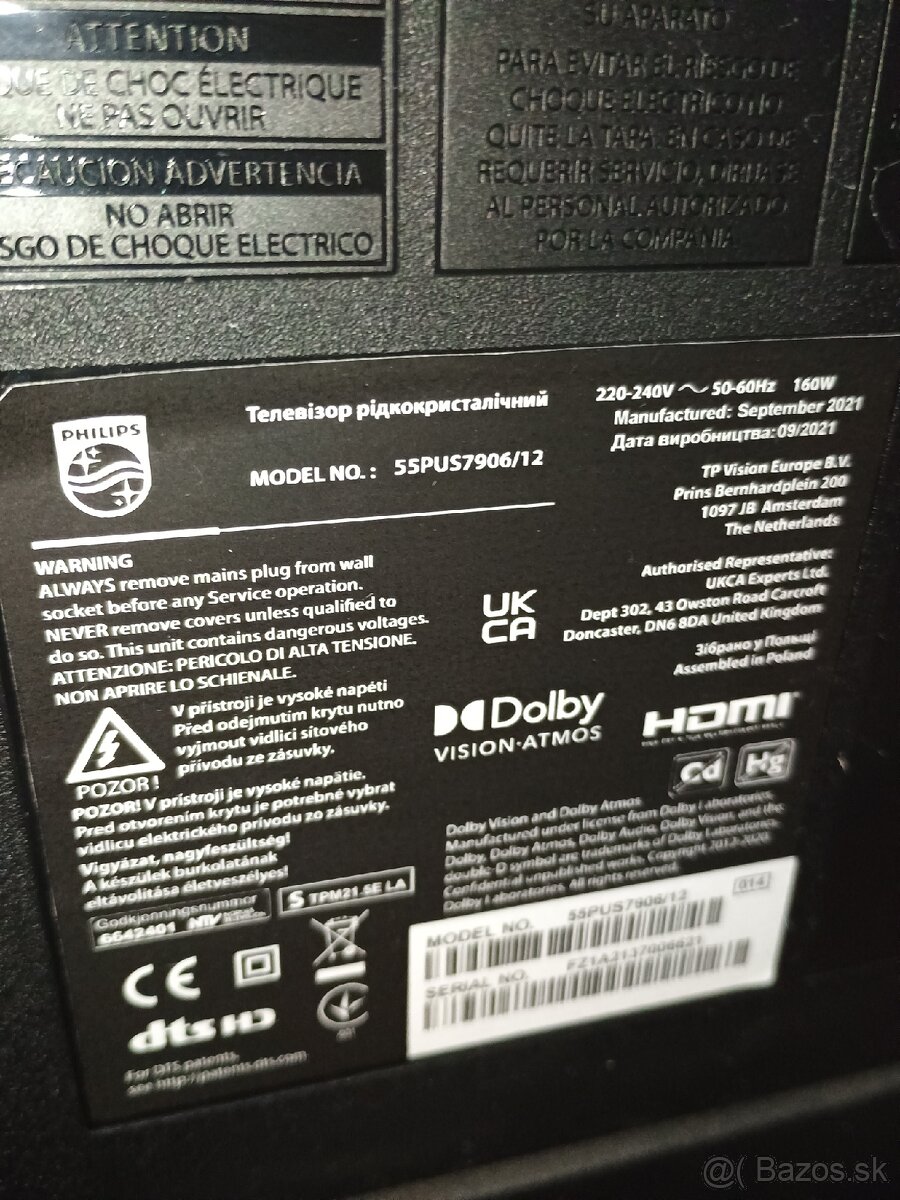 ATTENTION
QUE DE CHOC ÉLECTRIQUE
NE PAS OUVRIR
ECAUCION ADVERTENCIA
NO ABRIR
SGO DE CHOQUE ELECTRICO
SU APARATO
PARA EVITAR EL RIESGO DE
CHOQUE ELECTRICO NO
QUITE LA TAPA. EN CASO DE
REQUERIR SERVICIO, DIRIJASE
AL PERSONAL AUTORIZADO
POR LA COMPANIA
PHILIPS
Телевізор рідкокристалічний
MODEL NO. : 55PUS7906/12
220-240V ～ 50-60Hz 160W
Manufactured: September 2021
Дата виробництва:09/2021
TP Vision Europe B.V.
Prins Bernhardplein 200
1097 JB Amsterdam
The Netherlands
Authorised Representative:
UKCA Experts Ltd.
Dept 302, 43 Owston Road Carcroft
Doncaster, DN6 8DA United Kingdom
Зібрано у Польщі
Assembled in Poland
WARNING
ALWAYS remove mains plug from wall
socket before any Service operation.
NEVER remove covers unless qualified to
do so. This unit contains dangerous voltages.
ATTENZIONE: PERICOLO DI ALTA TENSIONE.
NON APRIRE LO SCHIENALE.
V přístroji je vysoké napětí
Před odejmutím krytu nutno
vyjmout vidlici síťového
přívodu ze zásuvky.
POZOR !
POZOR! V prístroji je vysoké napätie.
Pred otvorením krytu je potrebné vybrat
vidlicu elektrického prívodu zo zásuvky.
Vigyázat, nagyfeszültség!
A készülek burkolatának
eltávolítása életveszélyes!
UK
CA
Dolby
VISION·ATMOS
HDMI
Cd Hg
Dolby Vision and Dolby Atmos
Manufactured under license from Dolby Laboratories.
Dolby, Dolby Atmos, Dolby Audio, Dolby Vision, and the
double-D symbol are trademarks of Dolby Laboratories.
Confidential unpublished works. Copyright 2012-2020
Dolby Laboratories. All rights reserved.
Godkjenningsnummer
6642401
S TPM21.5E LA
CE
dts HD
For DTS patents,
see http://patents.dts.com
014
MODEL NO. 55PUS7906/12
SERIAL NO. FZ1A2137006621
@( Bazos.sk